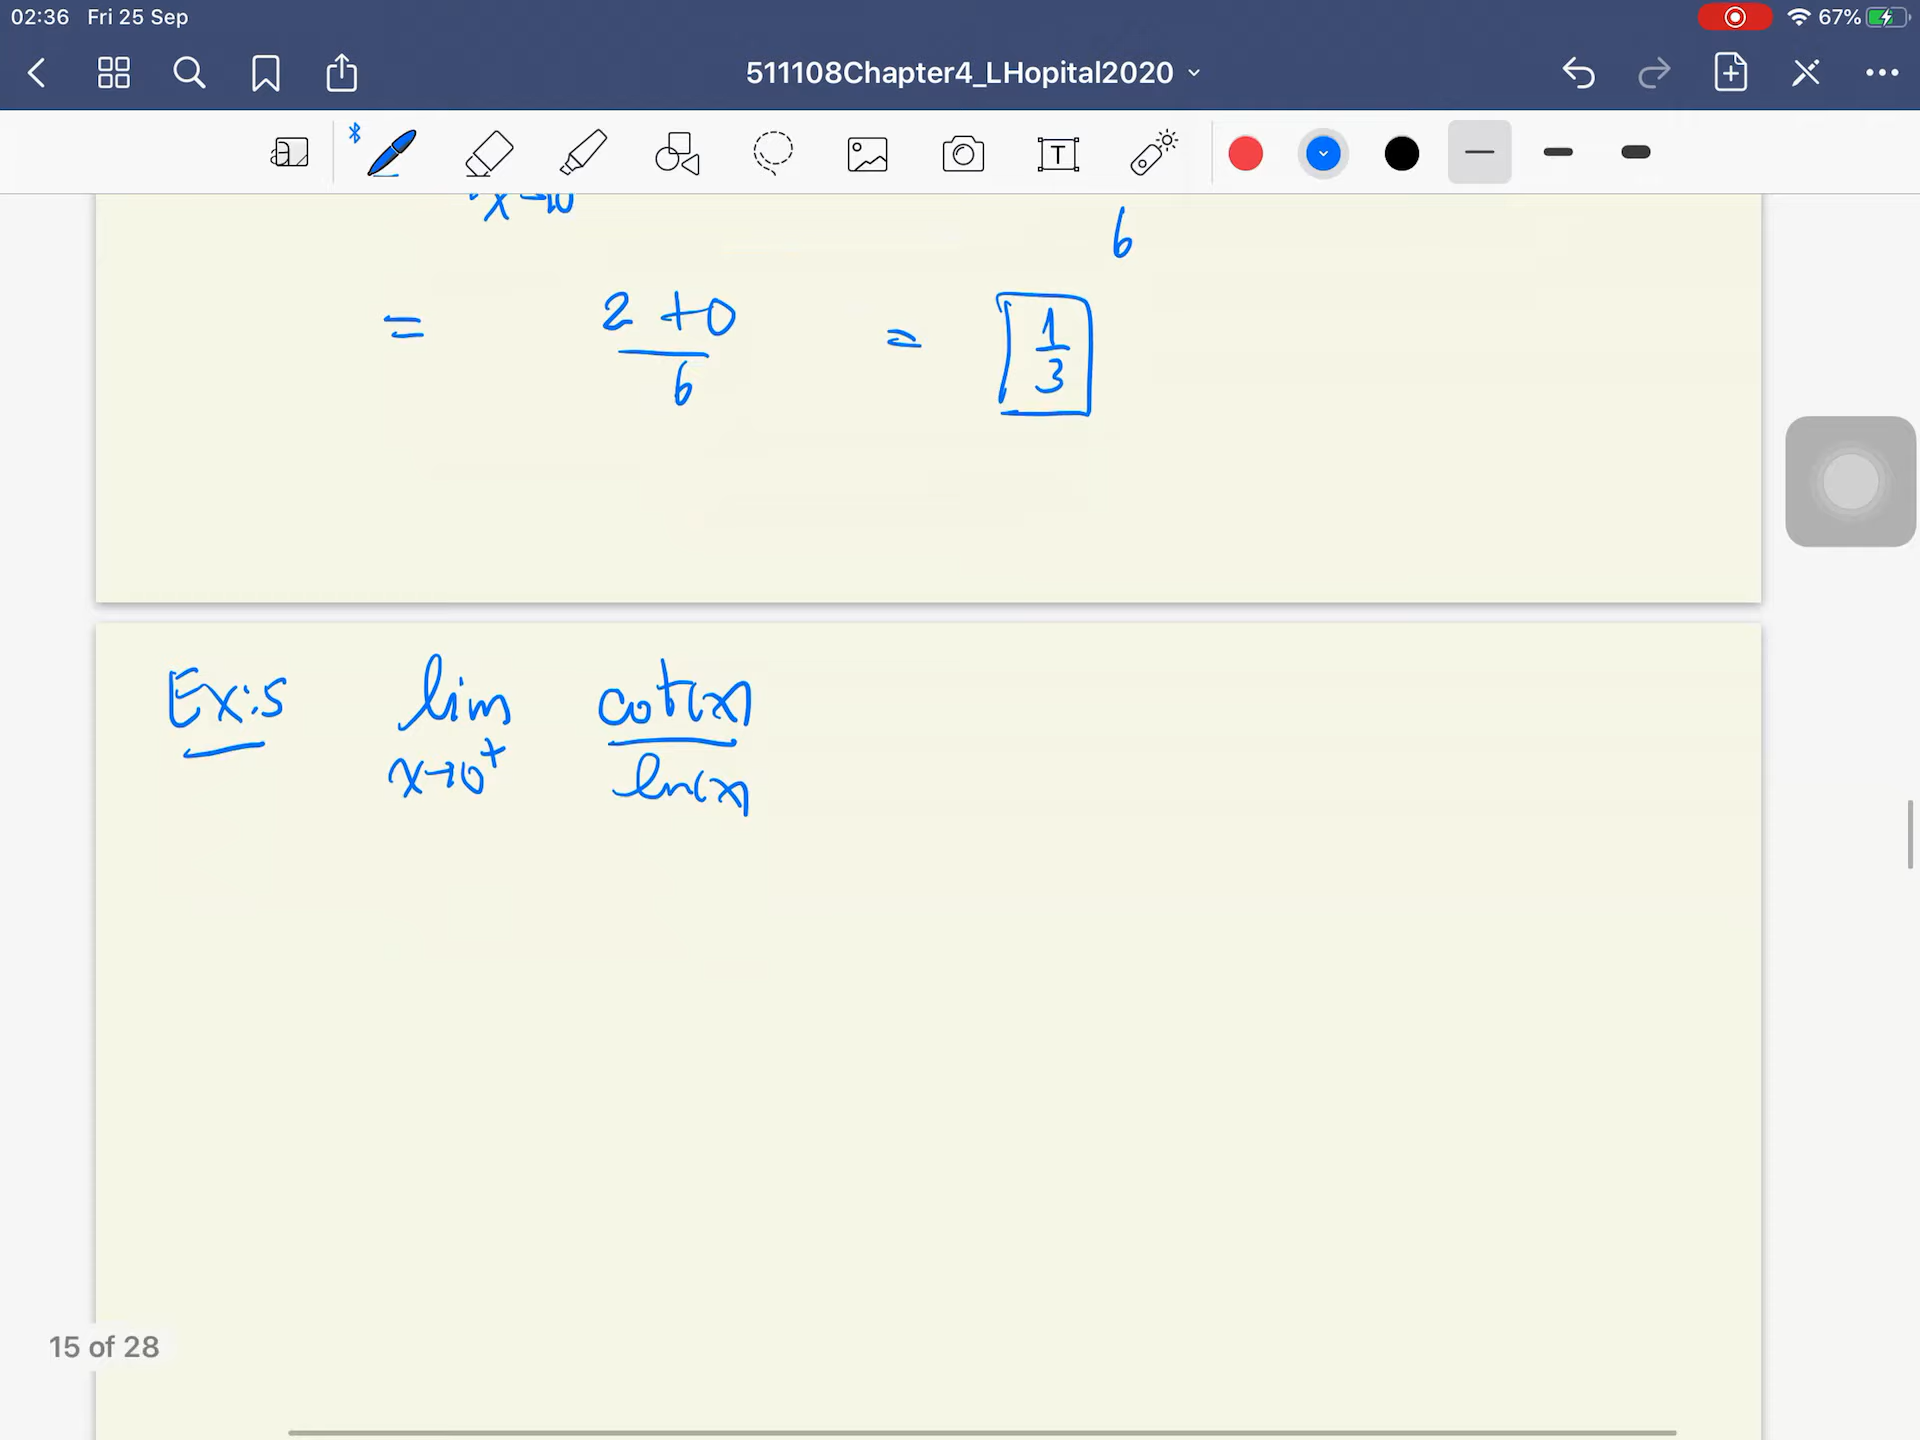 02:36 Fri 25 Sep
67%
511108Chapter4_LHopital2020
a
T
x→0
6
= 2+0/6 = 1/3
Ex:5 lim x→0⁺ cot(x)/ln(x)
15 of 28